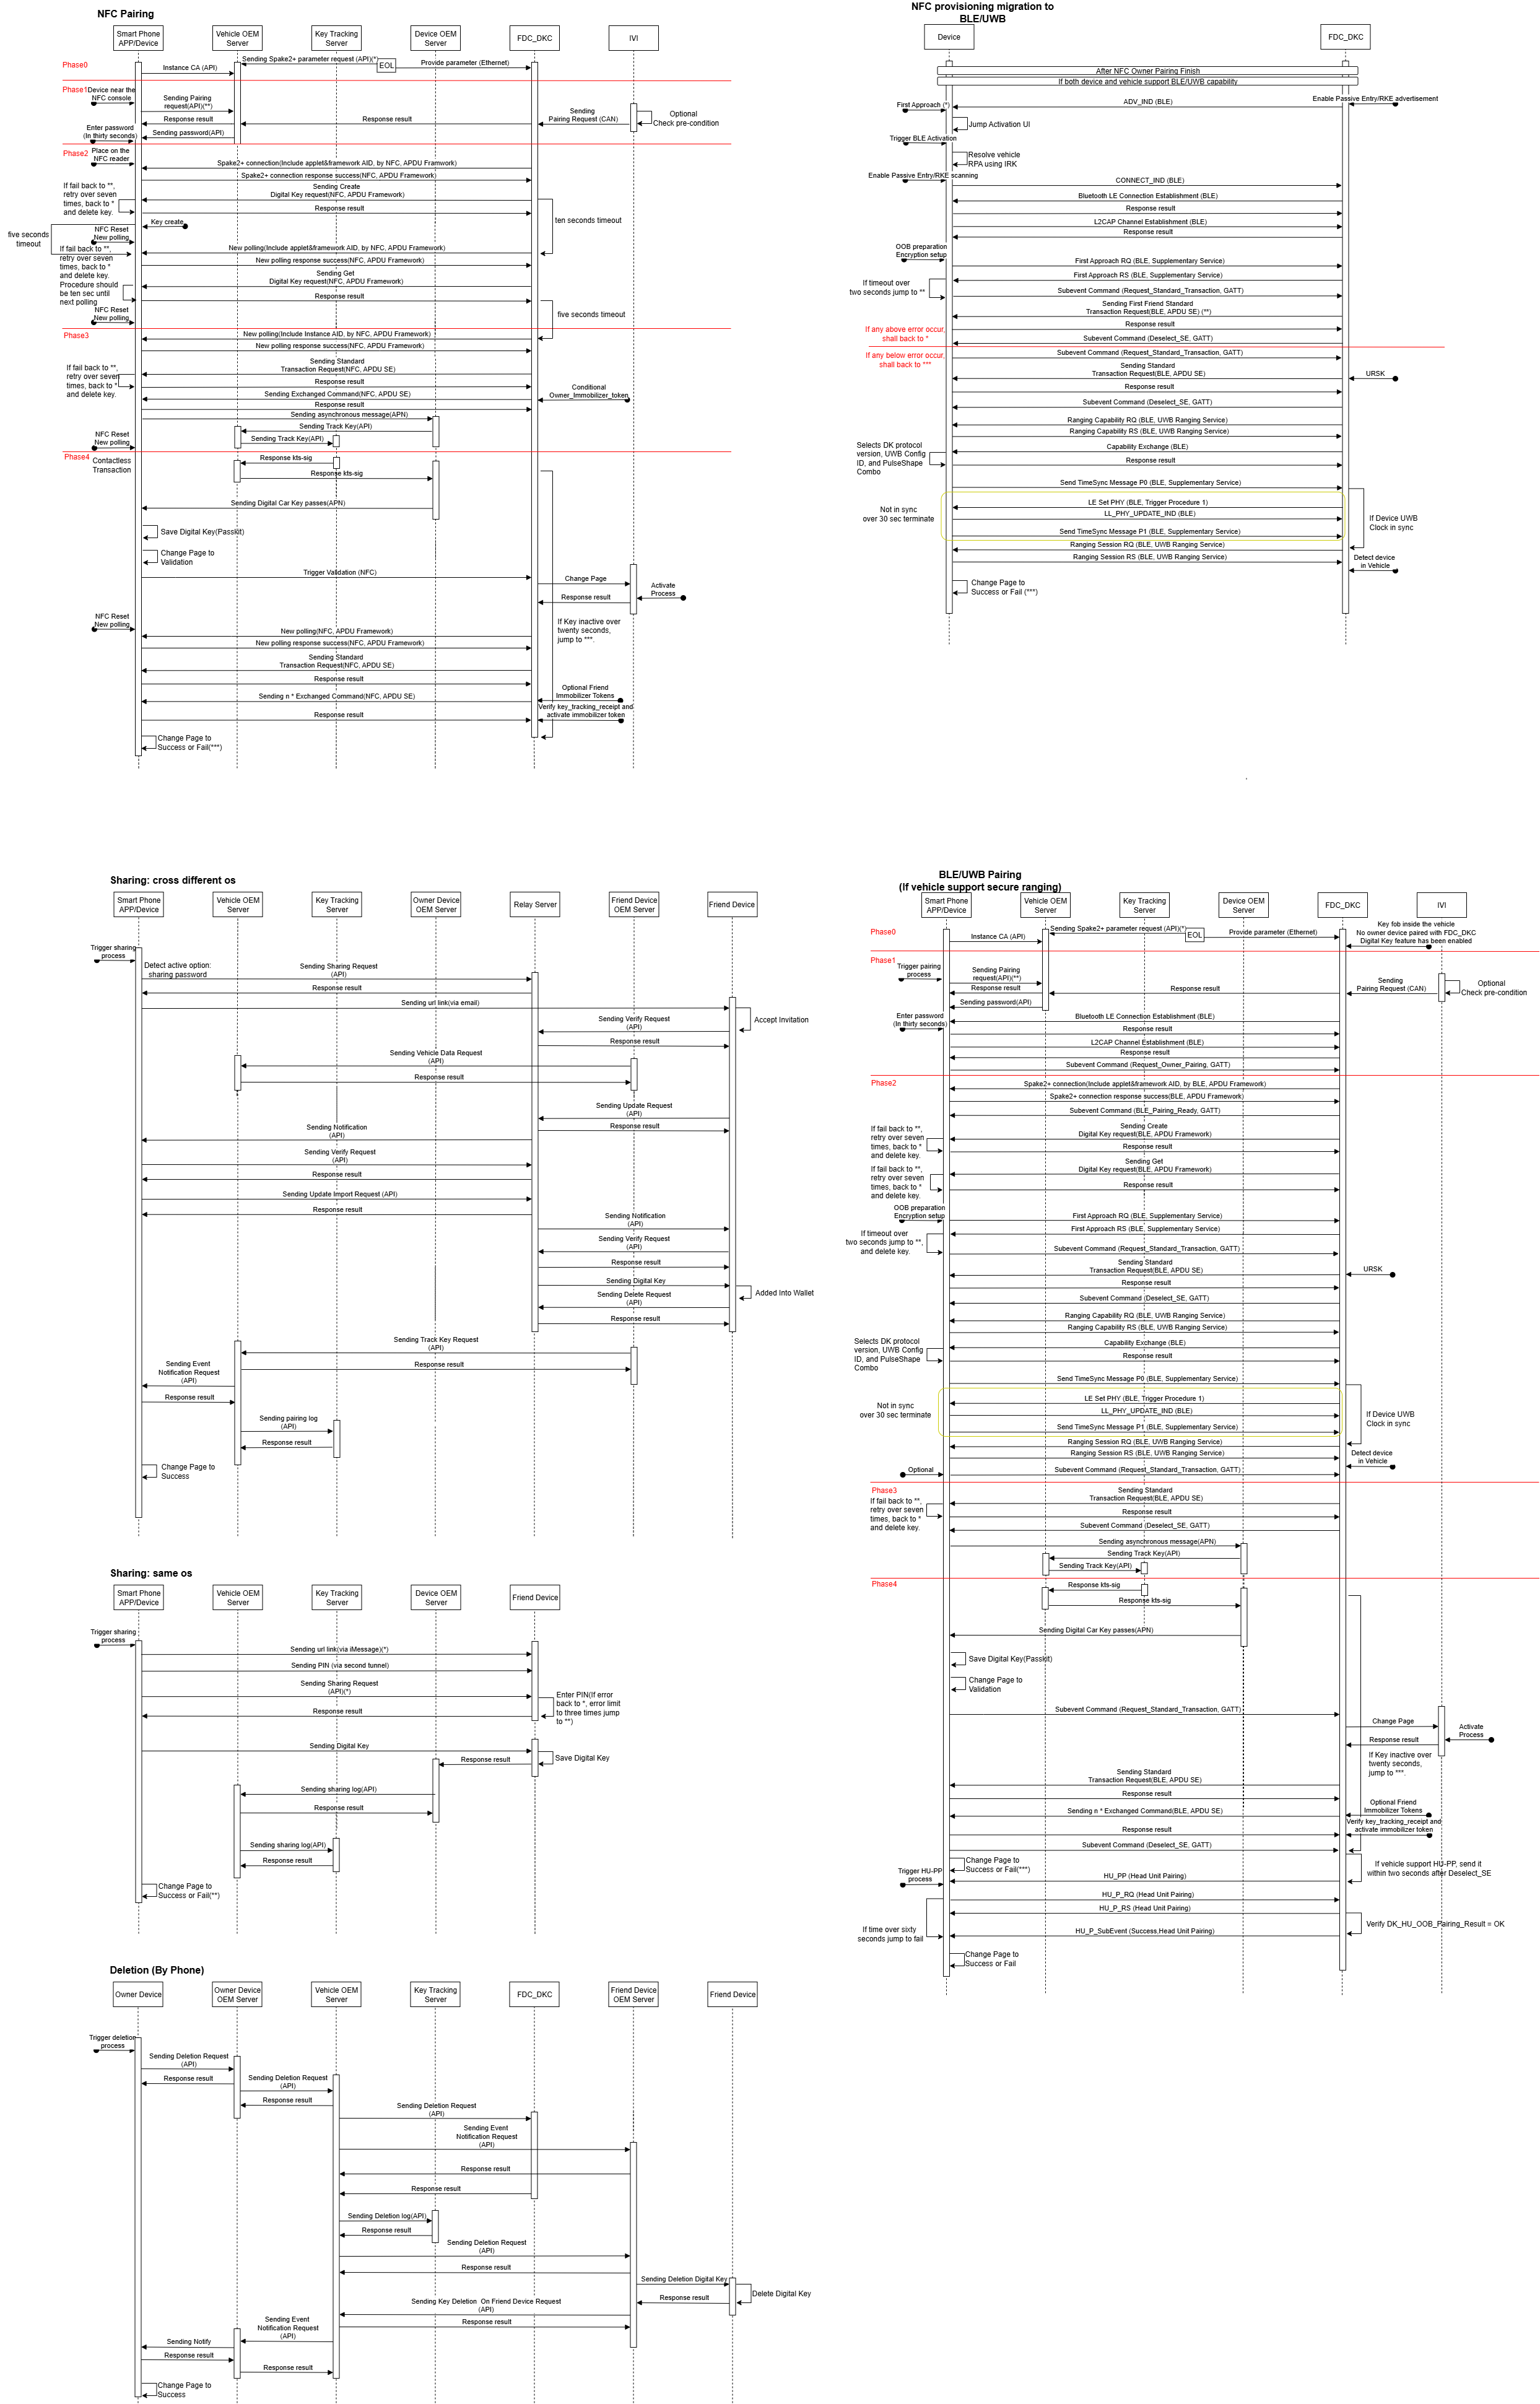 NFC Pairing
Smart Phone
APP/Device
Vehicle OEM
Server
Key Tracking
Server
Device OEM
Server
FDC_DKC
IVI
Phase0
Instance CA (API)
Sending Spake2+ parameter request (API)(*)
EOL
Provide parameter (Ethernet)
Phase1
Device near the
NFC console
Sending Pairing
request(API)(**)
Response result
Response result
Sending
Pairing Request (CAN)
Optional
Check pre-condition
Enter password
(In thirty seconds)
Sending password(API)
Phase2
Place on the
NFC reader
Spake2+ connection(Include applet&framework AID, by NFC, APDU Framwork)
Spake2+ connection response success(NFC, APDU Framework)
If fail back to **,
retry over seven
times, back to *
and delete key.
Sending Create
Digital Key request(NFC, APDU Framework)
Response result
ten seconds timeout
Key create
five seconds
timeout
NFC Reset
New polling
If fail back to **,
retry over seven
times, back to *
and delete key.
Procedure should
be ten sec until
next polling
New polling(Include applet&framework AID, by NFC, APDU Framework)
New polling response success(NFC, APDU Framework)
Sending Get
Digital Key request(NFC, APDU Framework)
Response result
five seconds timeout
NFC Reset
New polling
Phase3
New polling(Include Instance AID, by NFC, APDU Framework)
New polling response success(NFC, APDU Framework)
If fail back to **,
retry over seven
times, back to *
and delete key.
Sending Standard
Transaction Request(NFC, APDU SE)
Response result
Sending Exchanged Command(NFC, APDU SE)
Conditional
Owner_Immobilizer_token
Response result
Sending asynchronous message(APN)
Sending Track Key(API)
Sending Track Key(API)
NFC Reset
New polling
Phase4
Contactless
Transaction
Response kts-sig
Response kts-sig
Sending Digital Car Key passes(APN)
Save Digital Key(Passkit)
Change Page to
Validation
Trigger Validation (NFC)
Change Page
Activate
Process
Response result
If Key inactive over
twenty seconds,
jump to ***.
NFC Reset
New polling
New polling(NFC, APDU Framework)
New polling response success(NFC, APDU Framework)
Sending Standard
Transaction Request(NFC, APDU SE)
Response result
Optional Friend
Immobilizer Tokens
Sending n * Exchanged Command(NFC, APDU SE)
Verify key_tracking_receipt and
activate immobilizer token
Response result
Change Page to
Success or Fail(***)
NFC provisioning migration to
BLE/UWB
Device
FDC_DKC
After NFC Owner Pairing Finish
If both device and vehicle support BLE/UWB capability
First Approach (*)
ADV_IND (BLE)
Enable Passive Entry/RKE advertisement
Jump Activation UI
Trigger BLE Activation
Resolve vehicle
RPA using IRK
Enable Passive Entry/RKE scanning
CONNECT_IND (BLE)
Bluetooth LE Connection Establishment (BLE)
Response result
L2CAP Channel Establishment (BLE)
Response result
OOB preparation
Encryption setup
First Approach RQ (BLE, Supplementary Service)
First Approach RS (BLE, Supplementary Service)
If timeout over
two seconds jump to **
Subevent Command (Request_Standard_Transaction, GATT)
Sending First Friend Standard
Transaction Request(BLE, APDU SE) (**)
Response result
If any above error occur,
shall back to *
Subevent Command (Deselect_SE, GATT)
If any below error occur,
shall back to ***
Subevent Command (Request_Standard_Transaction, GATT)
Sending Standard
Transaction Request(BLE, APDU SE)
URSK
Response result
Subevent Command (Deselect_SE, GATT)
Ranging Capability RQ (BLE, UWB Ranging Service)
Ranging Capability RS (BLE, UWB Ranging Service)
Selects DK protocol
version, UWB Config
ID, and PulseShape
Combo
Capability Exchange (BLE)
Response result
Send TimeSync Message P0 (BLE, Supplementary Service)
Not in sync
over 30 sec terminate
LE Set PHY (BLE, Trigger Procedure 1)
LL_PHY_UPDATE_IND (BLE)
Send TimeSync Message P1 (BLE, Supplementary Service)
If Device UWB
Clock in sync
Ranging Session RQ (BLE, UWB Ranging Service)
Ranging Session RS (BLE, UWB Ranging Service)
Detect device
in Vehicle
Change Page to
Success or Fail (***)
Sharing: cross different os
Smart Phone
APP/Device
Vehicle OEM
Server
Key Tracking
Server
Owner Device
OEM Server
Relay Server
Friend Device
OEM Server
Friend Device
Trigger sharing
process
Detect active option:
sharing password
Sending Sharing Request
(API)
Response result
Sending url link(via email)
Accept Invitation
Sending Verify Request
(API)
Response result
Sending Vehicle Data Request
(API)
Response result
Sending Update Request
(API)
Response result
Sending Notification
(API)
Sending Verify Request
(API)
Response result
Sending Update Import Request (API)
Response result
Sending Notification
(API)
Sending Verify Request
(API)
Response result
Sending Digital Key
Added Into Wallet
Sending Delete Request
(API)
Response result
Sending Track Key Request
(API)
Response result
Sending Event
Notification Request
(API)
Response result
Sending pairing log
(API)
Response result
Change Page to
Success
BLE/UWB Pairing
(If vehicle support secure ranging)
Smart Phone
APP/Device
Vehicle OEM
Server
Key Tracking
Server
Device OEM
Server
FDC_DKC
IVI
Key fob inside the vehicle
No owner device paired with FDC_DKC
Digital Key feature has been enabled
Phase0
Instance CA (API)
Sending Spake2+ parameter request (API)(*)
EOL
Provide parameter (Ethernet)
Phase1
Trigger pairing
process
Sending Pairing
request(API)(**)
Response result
Response result
Sending
Pairing Request (CAN)
Optional
Check pre-condition
Sending password(API)
Enter password
(In thirty seconds)
Bluetooth LE Connection Establishment (BLE)
Response result
L2CAP Channel Establishment (BLE)
Response result
Subevent Command (Request_Owner_Pairing, GATT)
Phase2
Spake2+ connection(Include applet&framework AID, by BLE, APDU Framework)
Spake2+ connection response success(BLE, APDU Framework)
Subevent Command (BLE_Pairing_Ready, GATT)
If fail back to **,
retry over seven
times, back to *
and delete key.
Sending Create
Digital Key request(BLE, APDU Framework)
Response result
If fail back to **,
retry over seven
times, back to *
and delete key.
Sending Get
Digital Key request(BLE, APDU Framework)
Response result
OOB preparation
Encryption setup
First Approach RQ (BLE, Supplementary Service)
First Approach RS (BLE, Supplementary Service)
If timeout over
two seconds jump to **,
and delete key.
Subevent Command (Request_Standard_Transaction, GATT)
Sending Standard
Transaction Request(BLE, APDU SE)
URSK
Response result
Subevent Command (Deselect_SE, GATT)
Ranging Capability RQ (BLE, UWB Ranging Service)
Ranging Capability RS (BLE, UWB Ranging Service)
Selects DK protocol
version, UWB Config
ID, and PulseShape
Combo
Capability Exchange (BLE)
Response result
Send TimeSync Message P0 (BLE, Supplementary Service)
Not in sync
over 30 sec terminate
LE Set PHY (BLE, Trigger Procedure 1)
LL_PHY_UPDATE_IND (BLE)
Send TimeSync Message P1 (BLE, Supplementary Service)
If Device UWB
Clock in sync
Ranging Session RQ (BLE, UWB Ranging Service)
Ranging Session RS (BLE, UWB Ranging Service)
Detect device
in Vehicle
Optional
Subevent Command (Request_Standard_Transaction, GATT)
Phase3
If fail back to **,
retry over seven
times, back to *
and delete key.
Sending Standard
Transaction Request(BLE, APDU SE)
Response result
Subevent Command (Deselect_SE, GATT)
Sending asynchronous message(APN)
Sending Track Key(API)
Sending Track Key(API)
Phase4
Response kts-sig
Response kts-sig
Sending Digital Car Key passes(APN)
Save Digital Key(Passkit)
Change Page to
Validation
Subevent Command (Request_Standard_Transaction, GATT)
Change Page
Activate
Process
Response result
If Key inactive over
twenty seconds,
jump to ***.
Sending Standard
Transaction Request(BLE, APDU SE)
Response result
Optional Friend
Immobilizer Tokens
Sending n * Exchanged Command(BLE, APDU SE)
Verify key_tracking_receipt and
activate immobilizer token
Response result
Subevent Command (Deselect_SE, GATT)
Change Page to
Success or Fail(***)
If vehicle support HU-PP, send it
within two seconds after Deselect_SE
Trigger HU-PP
process
HU_PP (Head Unit Pairing)
HU_P_RQ (Head Unit Pairing)
HU_P_RS (Head Unit Pairing)
Verify DK_HU_OOB_Pairing_Result = OK
If time over sixty
seconds jump to fail
HU_P_SubEvent (Success,Head Unit Pairing)
Change Page to
Success or Fail
Sharing: same os
Smart Phone
APP/Device
Vehicle OEM
Server
Key Tracking
Server
Device OEM
Server
Friend Device
Trigger sharing
process
Sending url link(via iMessage)(*)
Sending PIN (via second tunnel)
Sending Sharing Request
(API)(*)
Enter PIN(If error
back to *, error limit
to three times jump
to **)
Response result
Sending Digital Key
Save Digital Key
Response result
Sending sharing log(API)
Response result
Sending sharing log(API)
Response result
Change Page to
Success or Fail(**)
Deletion (By Phone)
Owner Device
Owner Device
OEM Server
Vehicle OEM
Server
Key Tracking
Server
FDC_DKC
Friend Device
OEM Server
Friend Device
Trigger deletion
process
Sending Deletion Request
(API)
Response result
Sending Deletion Request
(API)
Response result
Sending Deletion Request
(API)
Sending Event
Notification Request
(API)
Response result
Response result
Sending Deletion log(API)
Response result
Sending Deletion Request
(API)
Response result
Sending Deletion Digital Key
Delete Digital Key
Response result
Sending Key Deletion On Friend Device Request
(API)
Response result
Sending Event
Notification Request
(API)
Sending Notify
Response result
Response result
Change Page to
Success